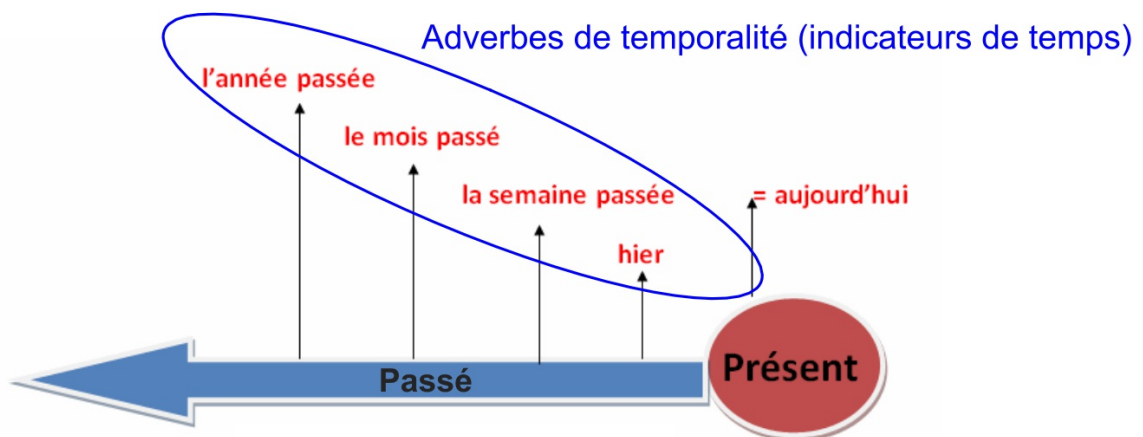 Adverbes de temporalité (indicateurs de temps)
l'année passée
le mois passé
la semaine passée
= aujourd'hui
hier
Passé
Présent